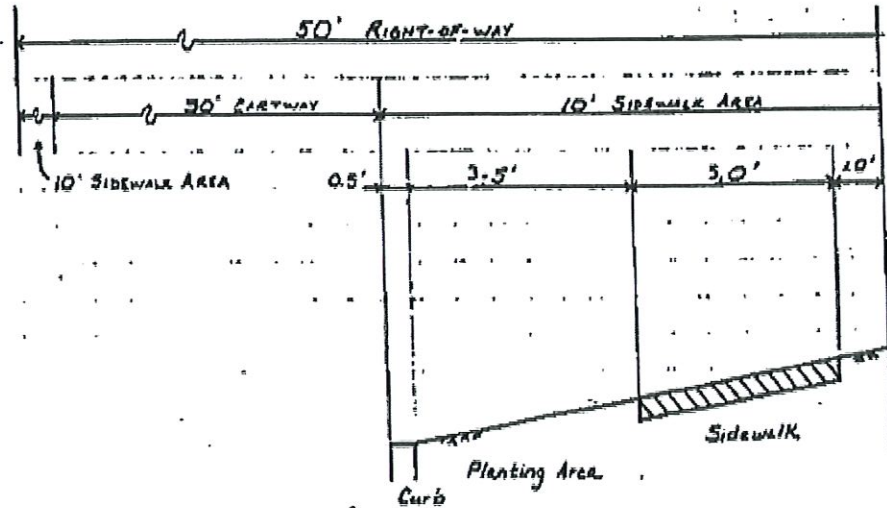 50' RIGHT-OF-WAY
30' CARTWAY
10' SIDEWALK AREA
10' SIDEWALK AREA
0.5'
3.5'
5.0'
1.0'
Sidewalk
Planting Area
Curb